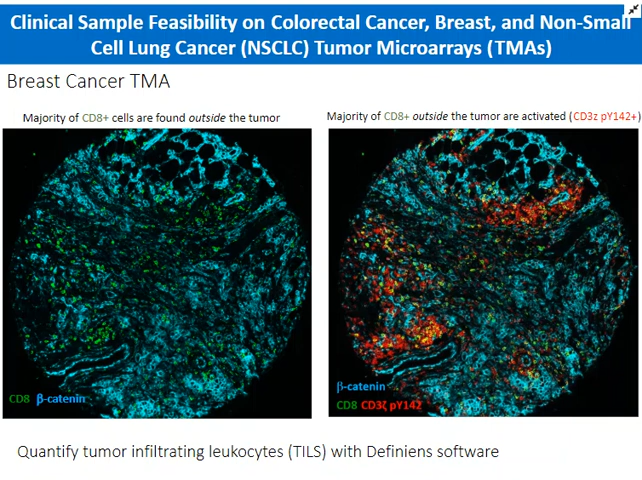 Clinical Sample Feasibility on Colorectal Cancer, Breast, and Non-Small
Cell Lung Cancer (NSCLC) Tumor Microarrays (TMAs)
Breast Cancer TMA
Majority of CD8+ cells are found outside the tumor
Majority of CD8+ outside the tumor are activated (CD3z pY142+)
CD8 β-catenin
β-catenin
CD8 CD3ζ pY142
Quantify tumor infiltrating leukocytes (TILS) with Definiens software